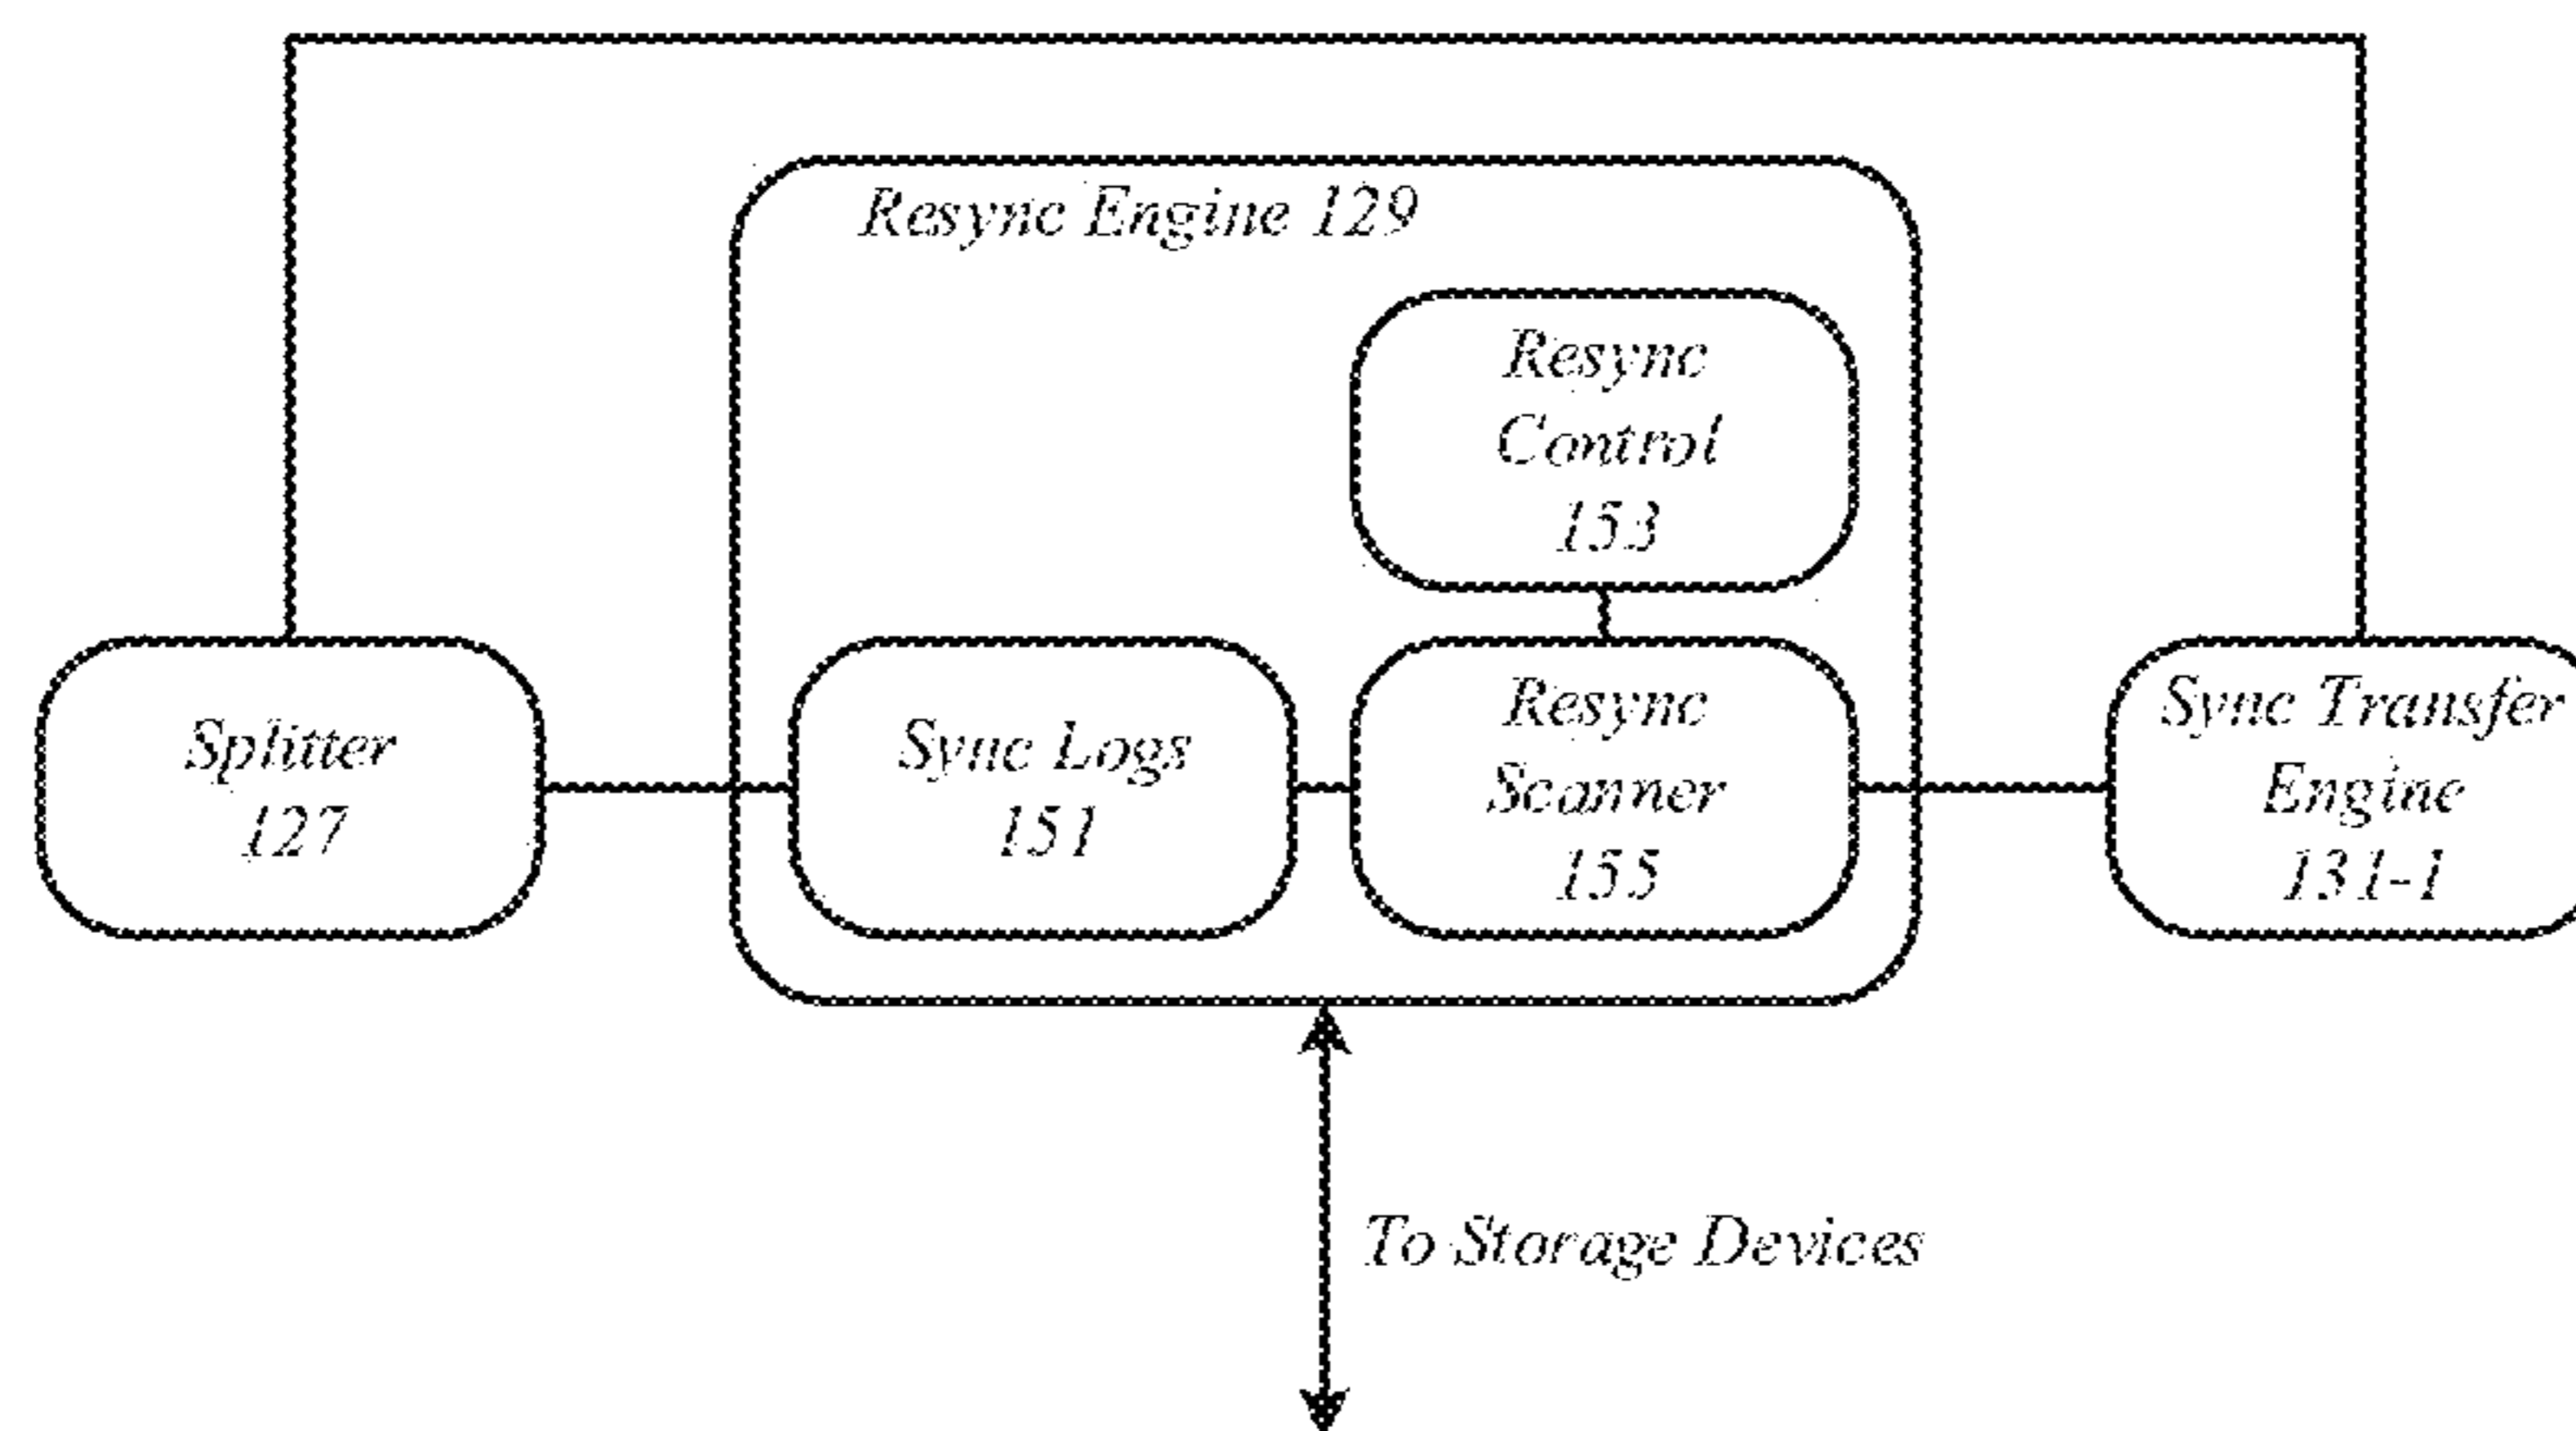 Resync Engine 129
Resync
Control
153
Splitter
127
Sync Logs
151
Resync
Scanner
155
Sync Transfer
Engine
131-1
To Storage Devices